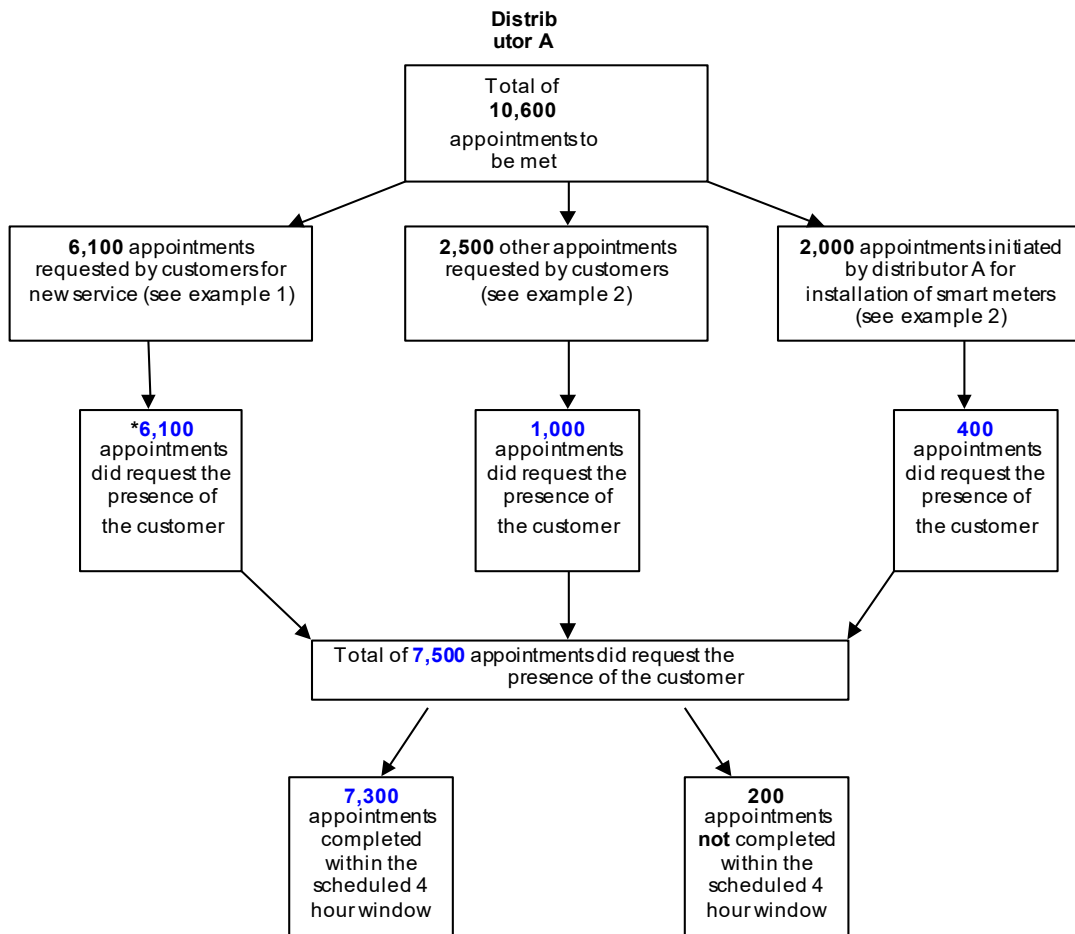 Distrib
utor A
Total of
10,600
appointments to
be met
6,100 appointments
requested by customers for
new service (see example 1)
2,500 other appointments
requested by customers
(see example 2)
2,000 appointments initiated
by distributor A for
installation of smart meters
(see example 2)
*6,100
appointments
did request the
presence of
the customer
1,000
appointments
did request the
presence of
the customer
400
appointments
did request the
presence of
the customer
Total of 7,500 appointments did request the
presence of the customer
7,300
appointments
completed
within the
scheduled 4
hour window
200
appointments
not completed
within the
scheduled 4
hour window